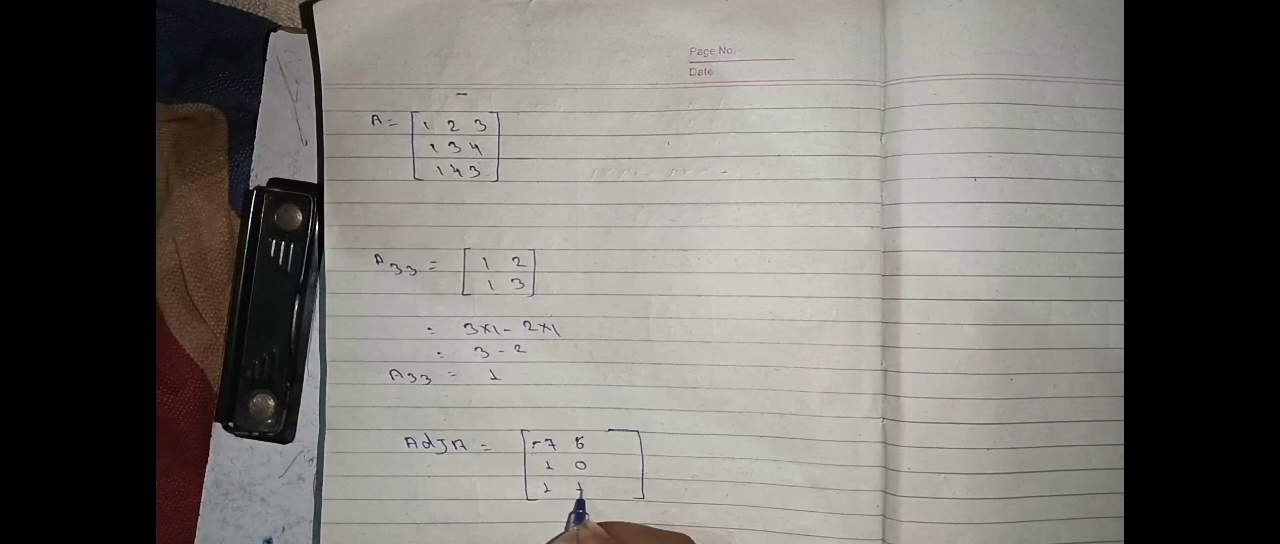 Page No.
Date
A = [ 1 2 3
1 3 4
1 4 3 ]
A33 = [ 1 2
1 3 ]
= 3×1 - 2×1
= 3 - 2
A33 = 1
Adj A = [ -7 6
1 0
1 1 ]